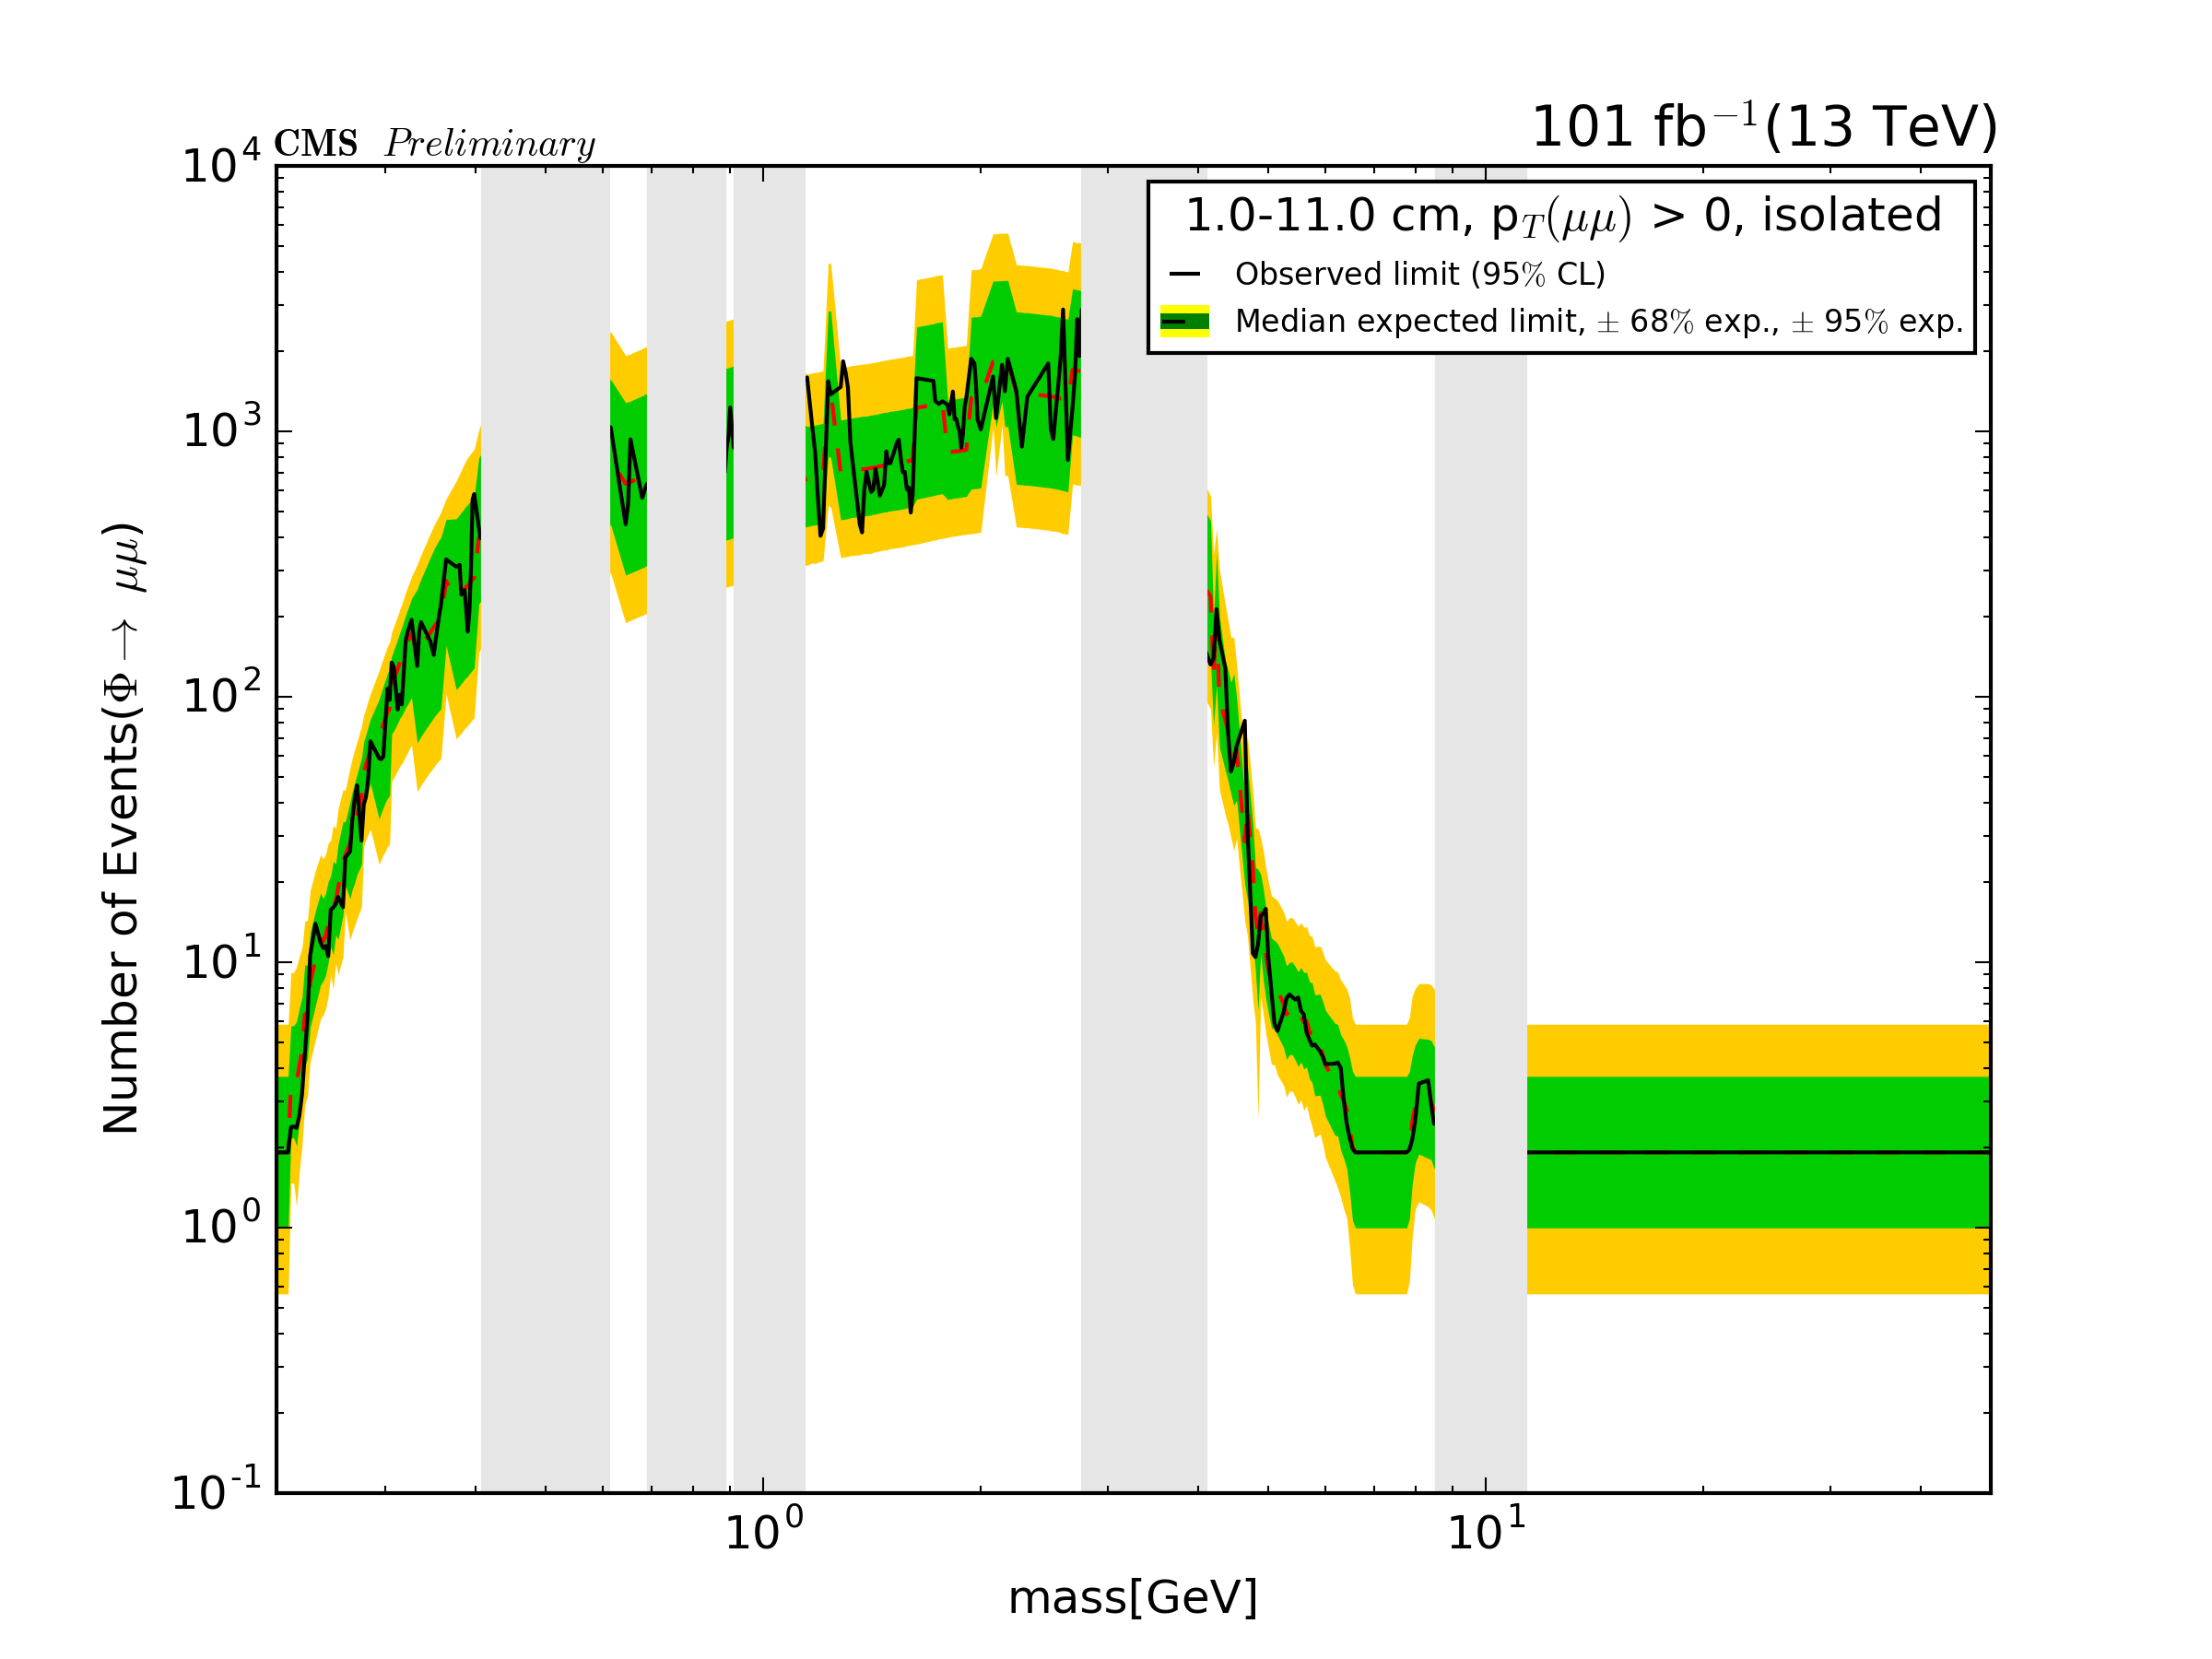 CMS Preliminary
101 fb⁻¹(13 TeV)
1.0-11.0 cm, p_T(μμ) > 0, isolated
Observed limit (95% CL)
Median expected limit, ± 68% exp., ± 95% exp.
Number of Events(Φ → μμ)
10⁴
10³
10²
10¹
10⁰
10⁻¹
10⁰ 10¹
mass[GeV]